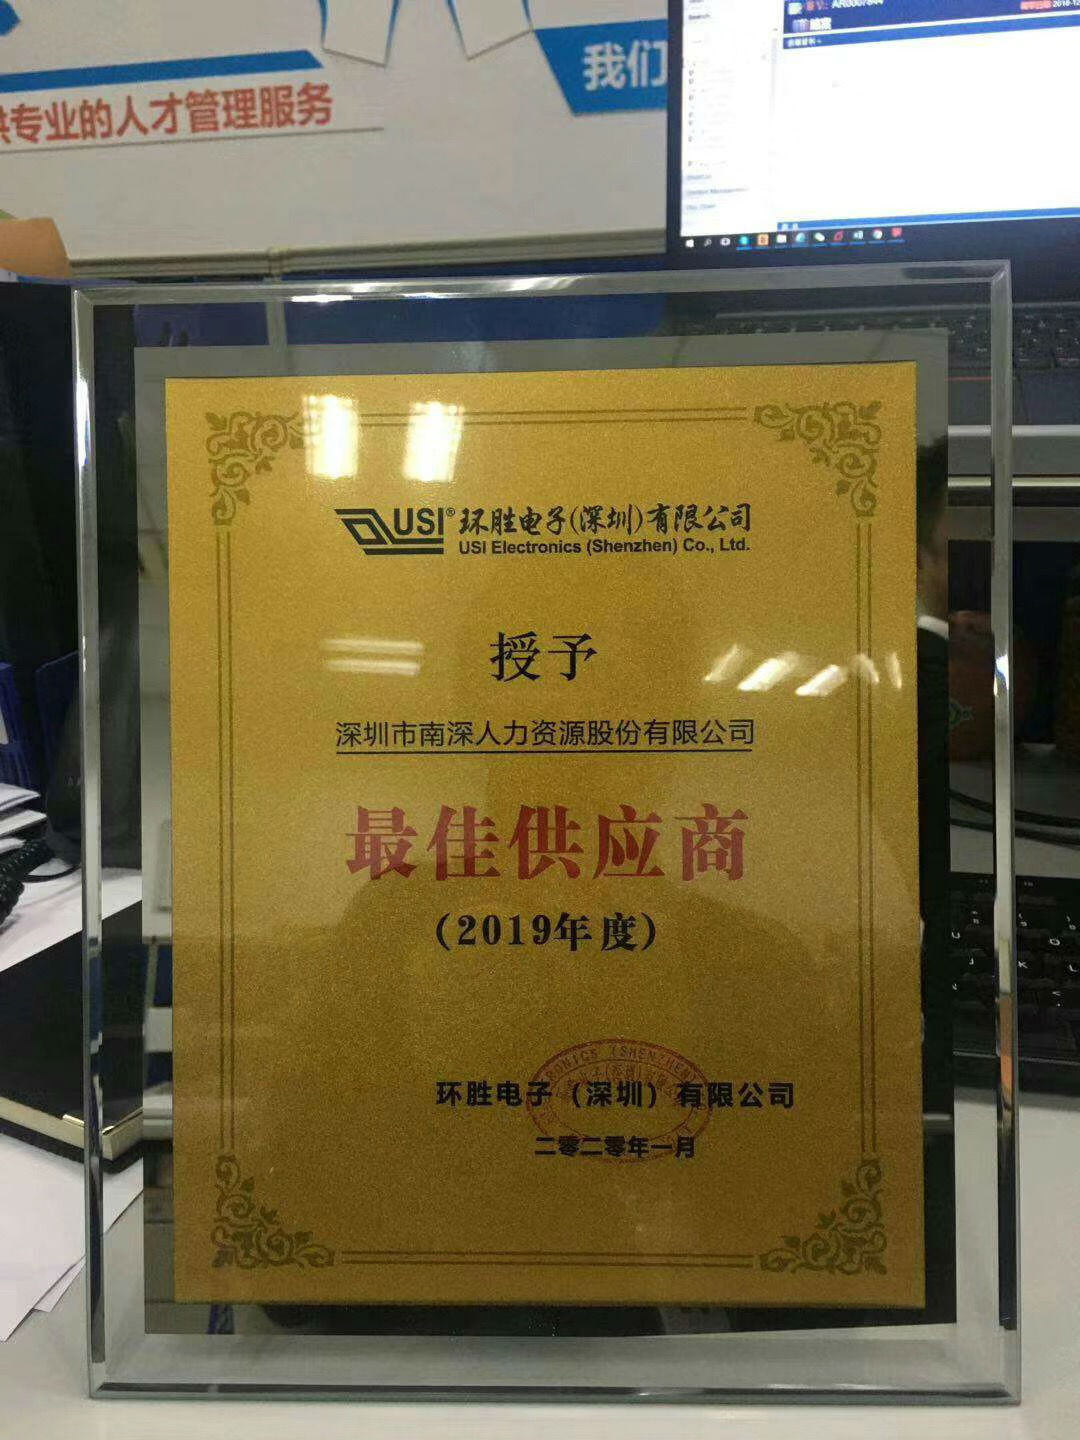 供专业的人才管理服务
我们
AR0007844
USI® 环胜电子(深圳)有限公司
USI Electronics (Shenzhen) Co., Ltd.
授予
深圳市南深人力资源股份有限公司
最佳供应商
(2019年度)
环胜电子（深圳）有限公司
二零二零年一月